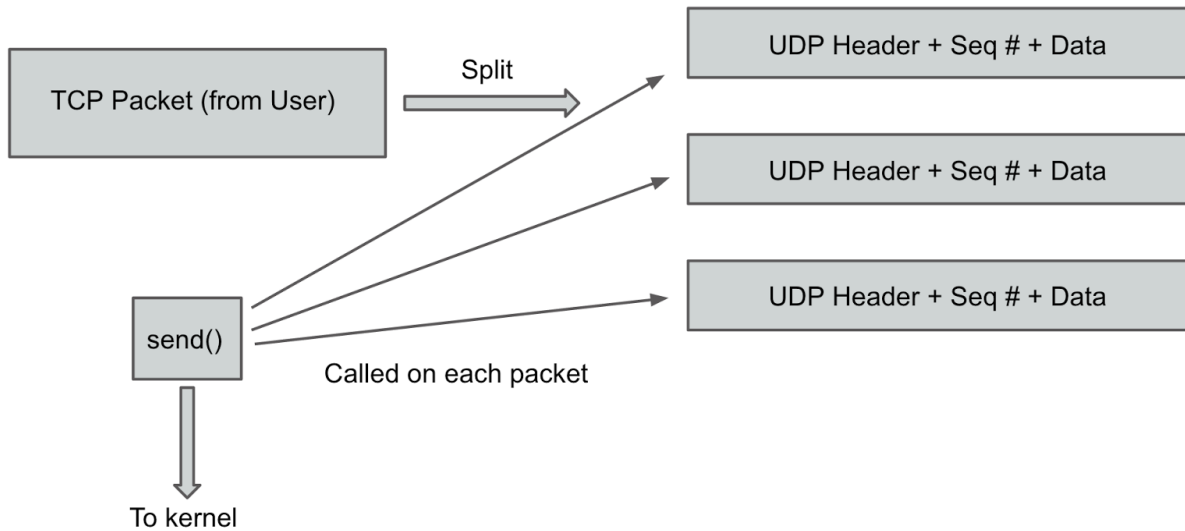 UDP Header + Seq # + Data
TCP Packet (from User)
Split
UDP Header + Seq # + Data
UDP Header + Seq # + Data
send()
Called on each packet
To kernel